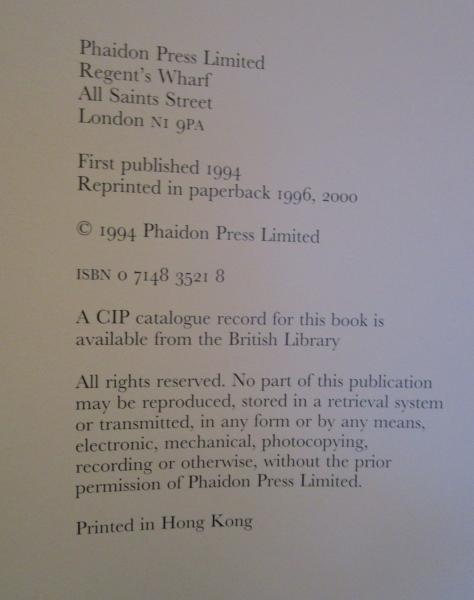 Phaidon Press Limited
Regent's Wharf
All Saints Street
London N1 9PA
First published 1994
Reprinted in paperback 1996, 2000
© 1994 Phaidon Press Limited
ISBN 0 7148 3521 8
A CIP catalogue record for this book is
available from the British Library
All rights reserved. No part of this publication
may be reproduced, stored in a retrieval system
or transmitted, in any form or by any means,
electronic, mechanical, photocopying,
recording or otherwise, without the prior
permission of Phaidon Press Limited.
Printed in Hong Kong